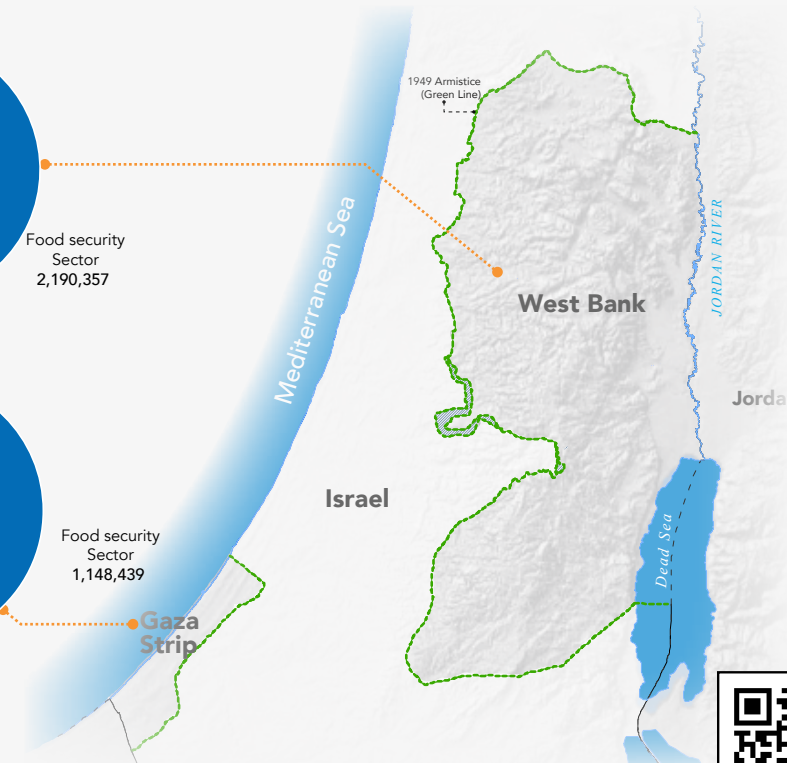 1949 Armistice
(Green Line)
Food security
Sector
2,190,357
Mediterranean Sea
JORDAN RIVER
West Bank
Jorda
Israel
Food security
Sector
1,148,439
Dead Sea
Gaza
Strip